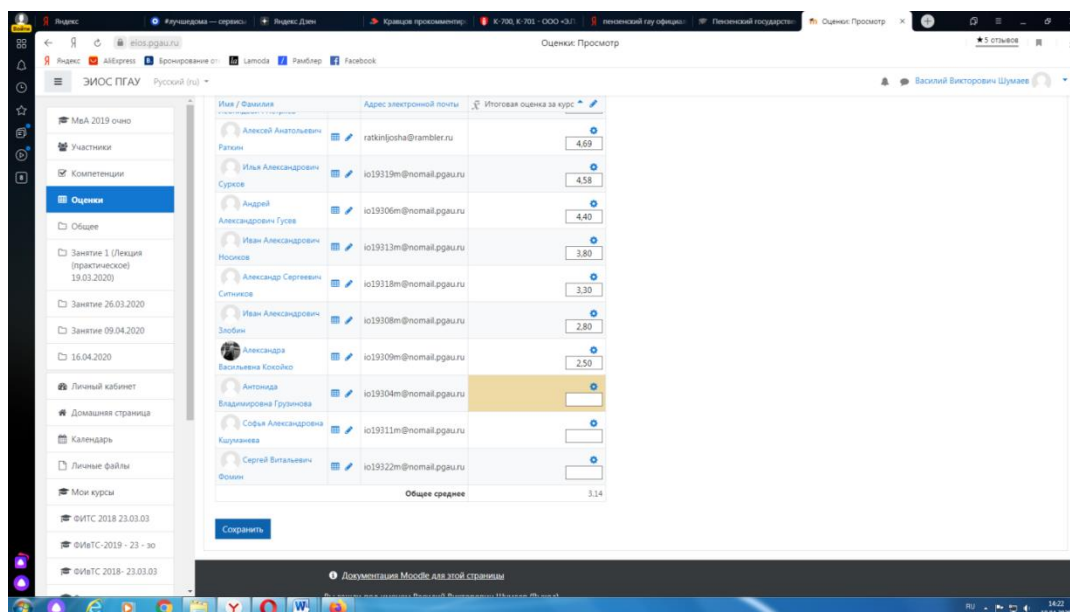 Яндекс
#лучшедома — сервисы
Яндекс Дзен
Кравцов прокомментир
К-700, К-701 - ООО «ЭЛ
пензенский гау официал
Пензенский государстве
Оценки: Просмотр
Войти
eios.pgau.ru
Оценки: Просмотр
★ 5 отзывов
Яндекс
AliExpress
Бронирование от
Lamoda
Рамблер
Facebook
ЭИОС ПГАУ
Русский (ru)
Василий Викторович Шумаев
МвА 2019 очно
Участники
Компетенции
Оценки
Общее
Занятие 1 (Лекция
(практическое)
19.03.2020)
Занятие 26.03.2020
Занятие 09.04.2020
16.04.2020
Личный кабинет
Домашняя страница
Календарь
Личные файлы
Мои курсы
ФИТС 2018 23.03.03
ФИвТС-2019 - 23 - зо
ФИвТС 2018- 23.03.03
Имя / Фамилия
Адрес электронной почты
Итоговая оценка за курс
Алексей Анатольевич
Раткин
ratkinljosha@rambler.ru
4,69
Илья Александрович
Сурков
io19319m@nomail.pgau.ru
4,58
Андрей
Александрович Гусев
io19306m@nomail.pgau.ru
4,40
Иван Александрович
Носиков
io19313m@nomail.pgau.ru
3,80
Александр Сергеевич
Ситников
io19318m@nomail.pgau.ru
3,30
Иван Александрович
Злобин
io19308m@nomail.pgau.ru
2,80
Александра
Васильевна Кокойко
io19309m@nomail.pgau.ru
2,50
Антонида
Владимировна Грузинова
io19304m@nomail.pgau.ru
Софья Александровна
Кшуманева
io19311m@nomail.pgau.ru
Сергей Витальевич
Фомин
io19322m@nomail.pgau.ru
Общее среднее
3,14
Сохранить
Документация Moodle для этой страницы
RU
14:22